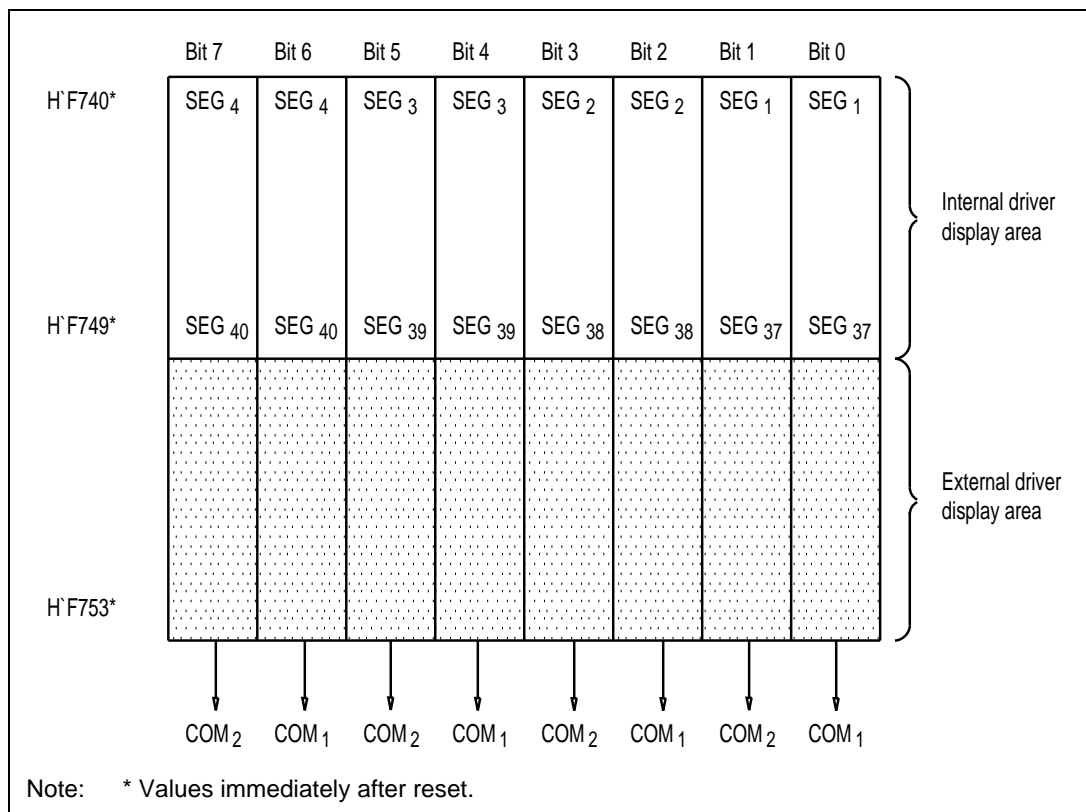 Bit 7 Bit 6 Bit 5 Bit 4 Bit 3 Bit 2 Bit 1 Bit 0
H`F740* SEG 4 SEG 4 SEG 3 SEG 3 SEG 2 SEG 2 SEG 1 SEG 1
Internal driver
display area
H`F749* SEG 40 SEG 40 SEG 39 SEG 39 SEG 38 SEG 38 SEG 37 SEG 37
External driver
display area
H`F753*
COM 2 COM 1 COM 2 COM 1 COM 2 COM 1 COM 2 COM 1
Note: * Values immediately after reset.